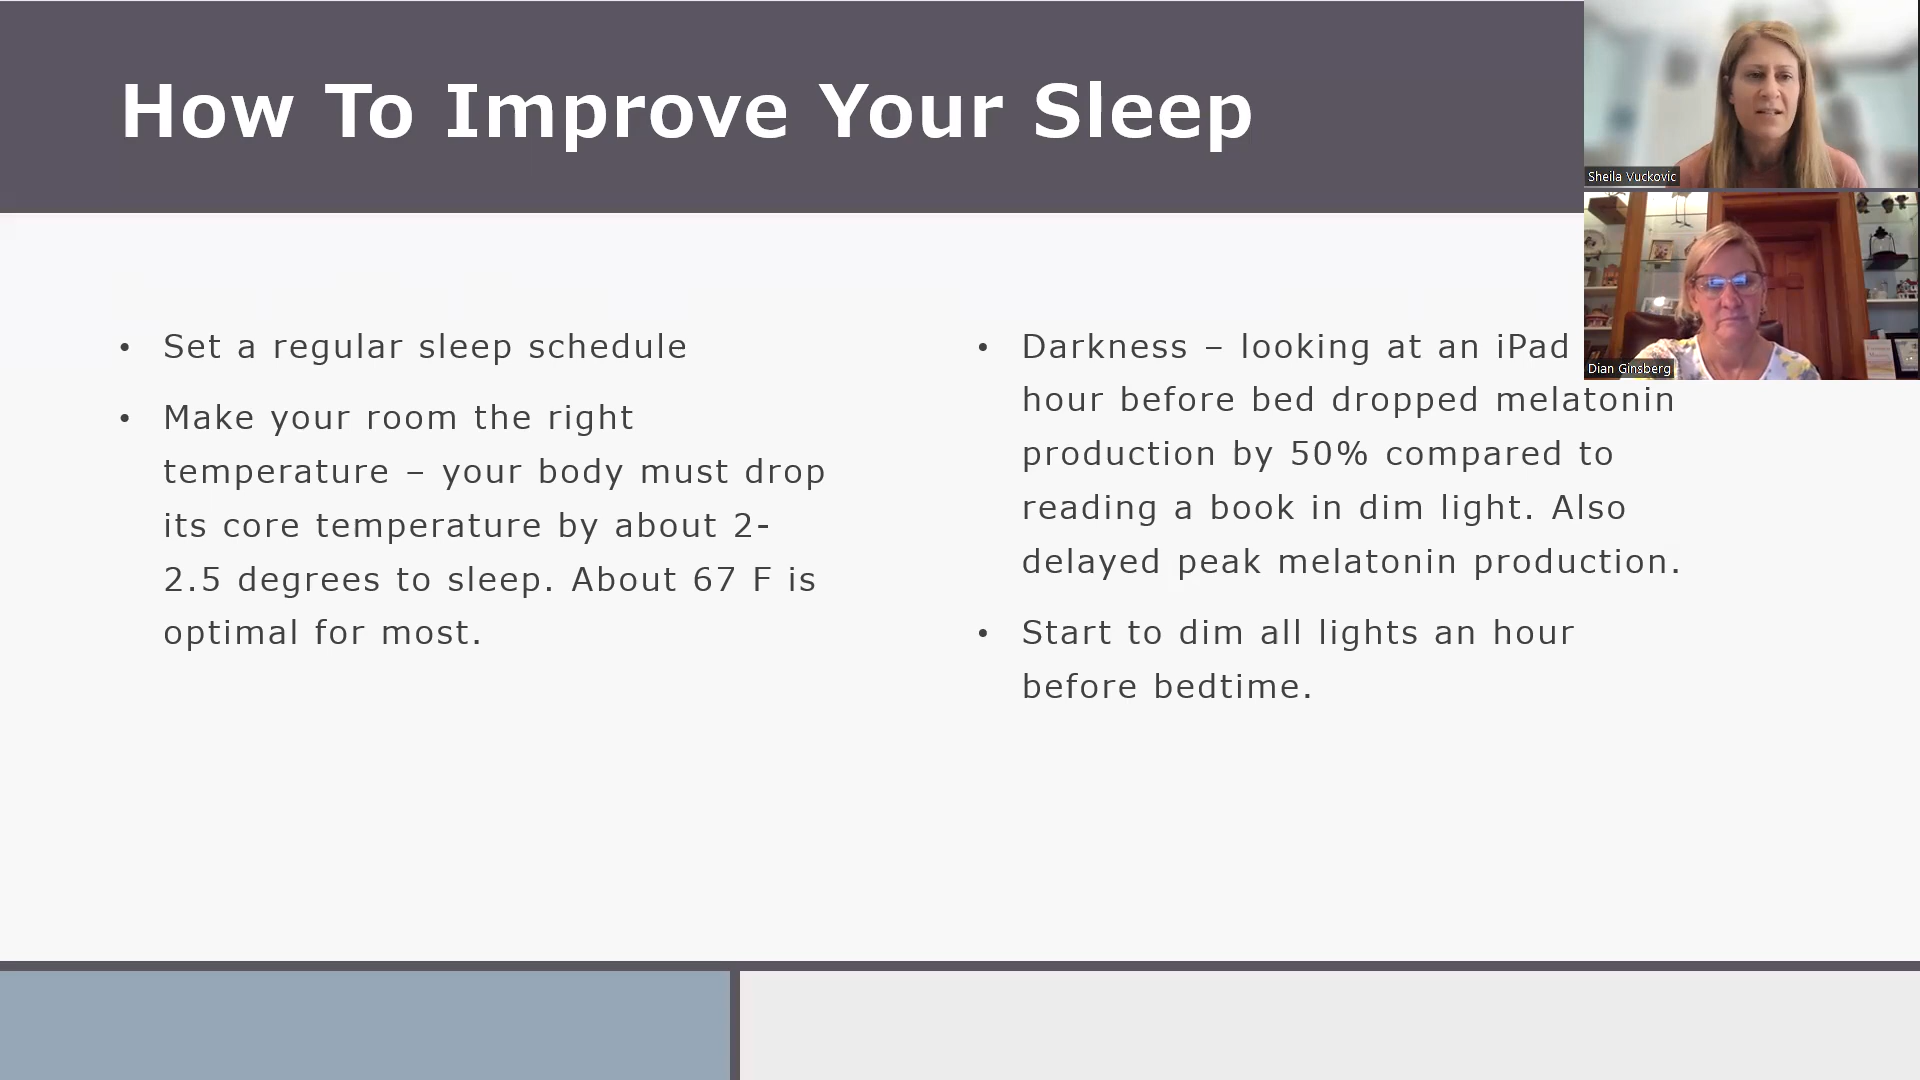 How To Improve Your Sleep
Sheila Vuckovic
Dian Ginsberg
• Set a regular sleep schedule
• Make your room the right
temperature – your body must drop
its core temperature by about 2-
2.5 degrees to sleep. About 67 F is
optimal for most.
• Darkness – looking at an iPad
hour before bed dropped melatonin
production by 50% compared to
reading a book in dim light. Also
delayed peak melatonin production.
• Start to dim all lights an hour
before bedtime.